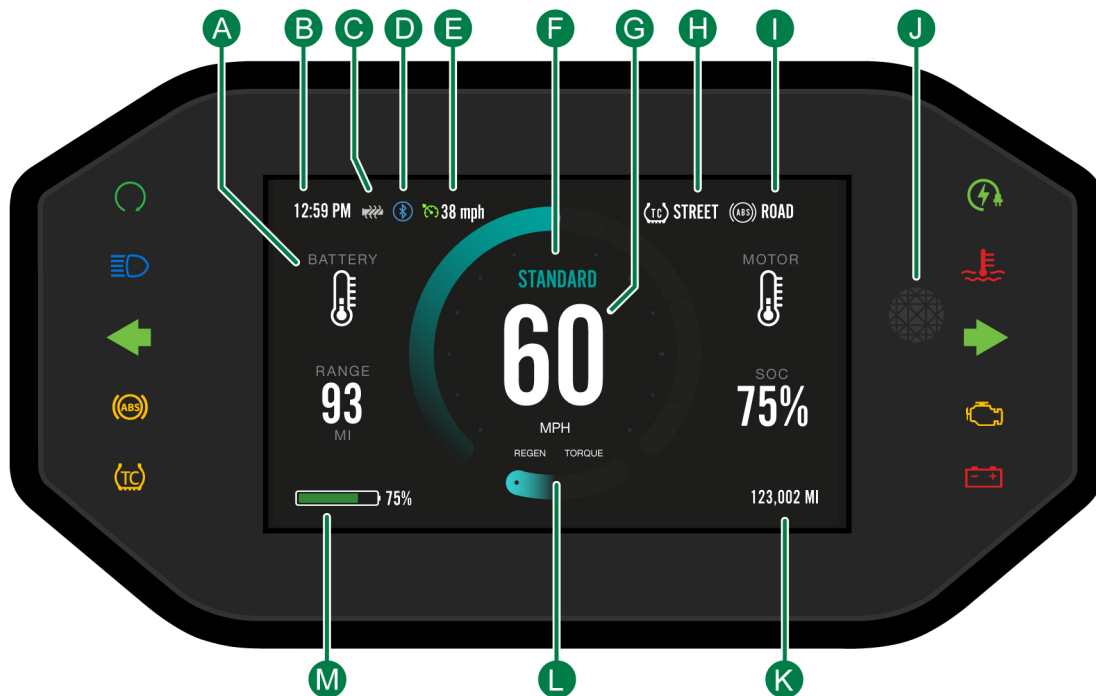 A B C D E F G H I J
12:59 PM 38 mph TC STREET ABS ROAD
BATTERY STANDARD MOTOR
60
RANGE SOC
93 75%
MI MPH
ABS
REGEN TORQUE
TC
75% 123,002 MI
M L K